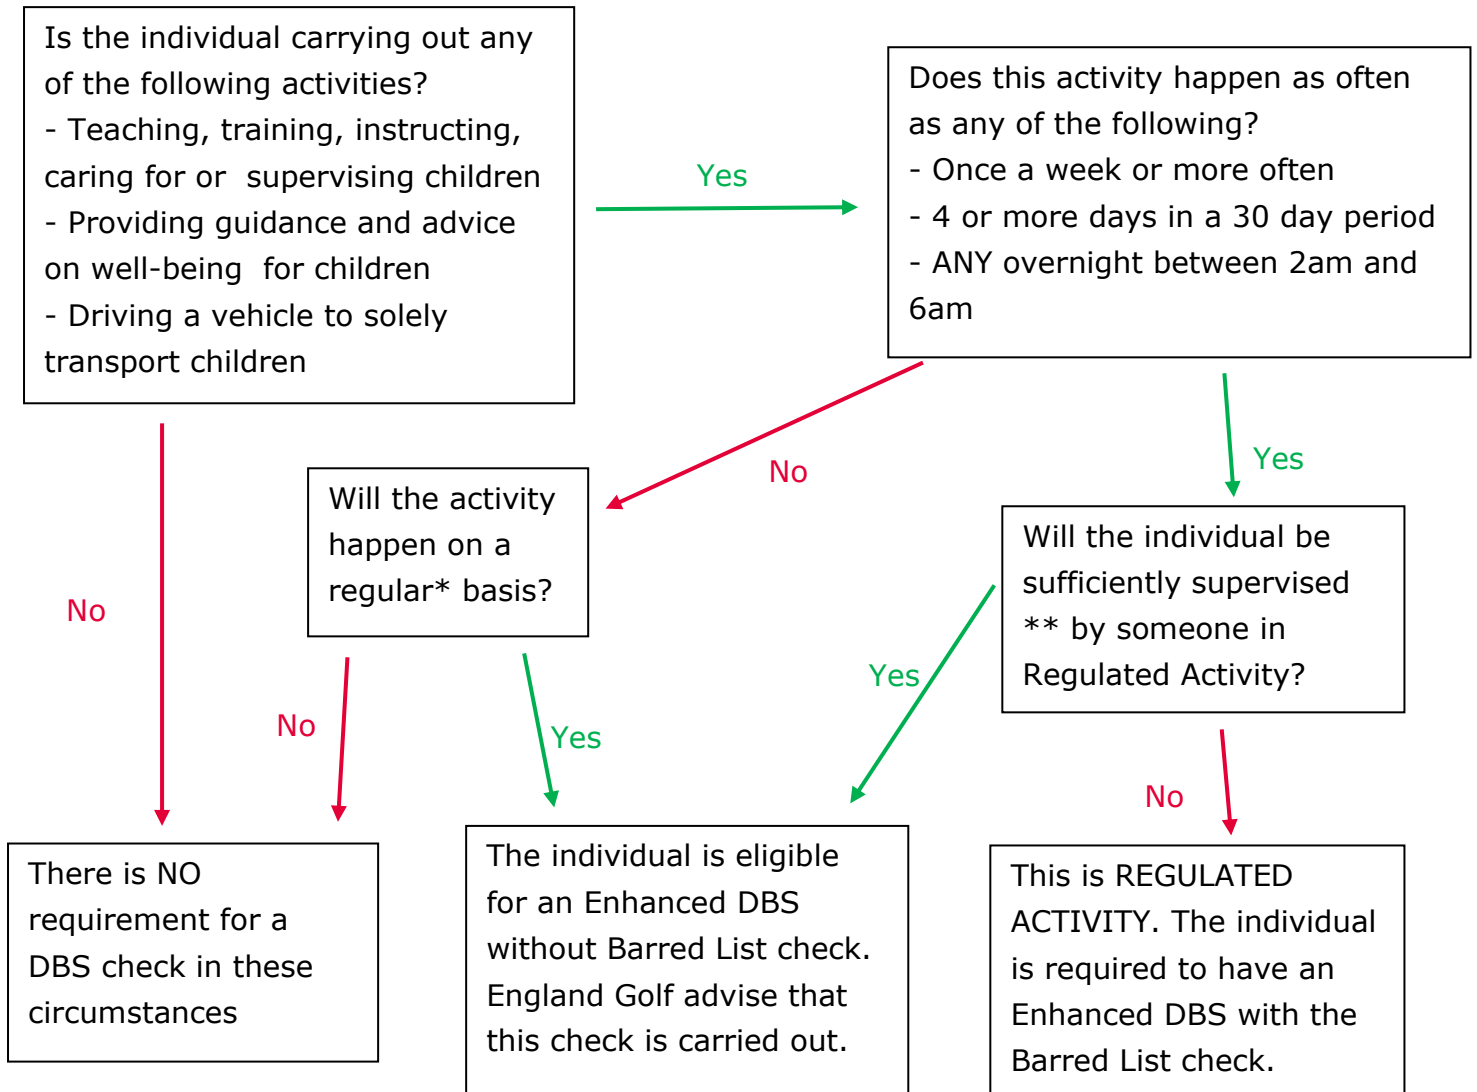 Is the individual carrying out any
of the following activities?
- Teaching, training, instructing,
caring for or  supervising children
- Providing guidance and advice
on well-being  for children
- Driving a vehicle to solely
transport children
Yes
Does this activity happen as often
as any of the following?
- Once a week or more often
- 4 or more days in a 30 day period
- ANY overnight between 2am and
6am
No
Yes
Will the activity
happen on a
regular* basis?
Will the individual be
sufficiently supervised
** by someone in
Regulated Activity?
No
No
Yes
Yes
No
There is NO
requirement for a
DBS check in these
circumstances
The individual is eligible
for an Enhanced DBS
without Barred List check.
England Golf advise that
this check is carried out.
This is REGULATED
ACTIVITY. The individual
is required to have an
Enhanced DBS with the
Barred List check.